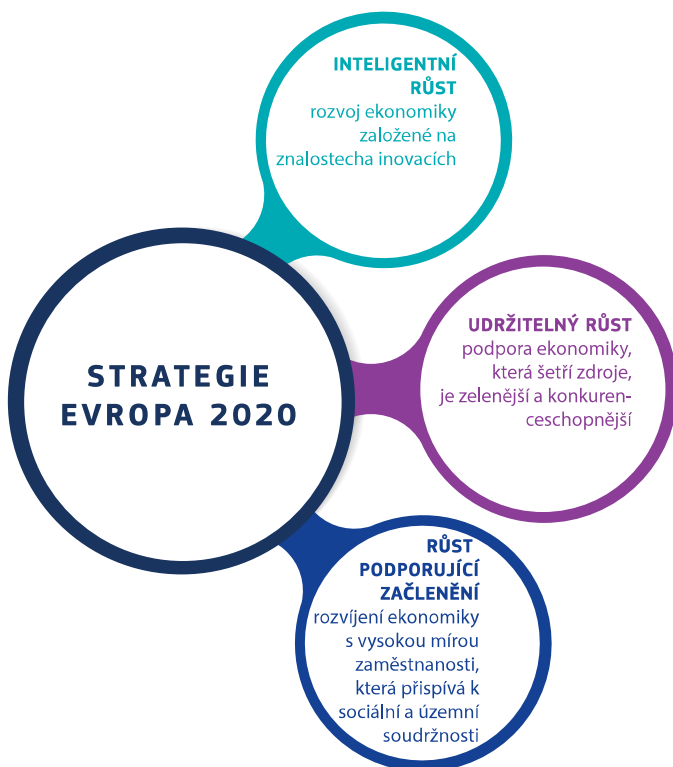 INTELIGENTNÍ
RŮST
rozvoj ekonomiky
založené na
znalostecha inovacích
STRATEGIE
EVROPA 2020
UDRŽITELNÝ RŮST
podpora ekonomiky,
která šetří zdroje,
je zelenější a konkuren-
ceschopnější
RŮST
PODPORUJÍCÍ
ZAČLENĚNÍ
rozvíjení ekonomiky
s vysokou mírou
zaměstnanosti,
která přispívá k
sociální a územní
soudržnosti